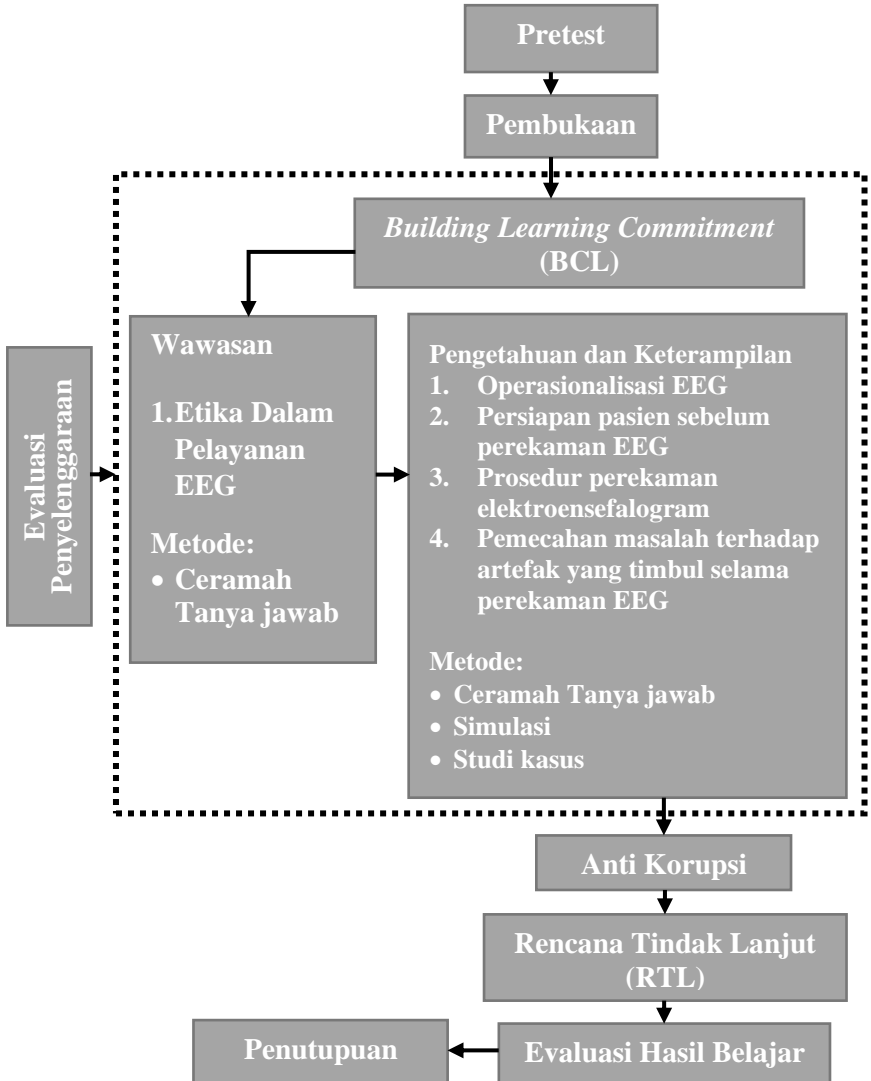 Pretest
Pembukaan
Building Learning Commitment
(BCL)
Evaluasi
Penyelenggaraan
Wawasan
1. Etika Dalam
Pelayanan
EEG
Metode:
• Ceramah
Tanya jawab
Pengetahuan dan Keterampilan
1. Operasionalisasi EEG
2. Persiapan pasien sebelum
perekaman EEG
3. Prosedur perekaman
elektroensefalogram
4. Pemecahan masalah terhadap
artefak yang timbul selama
perekaman EEG
Metode:
• Ceramah Tanya jawab
• Simulasi
• Studi kasus
Anti Korupsi
Rencana Tindak Lanjut
(RTL)
Evaluasi Hasil Belajar
Penutupuan